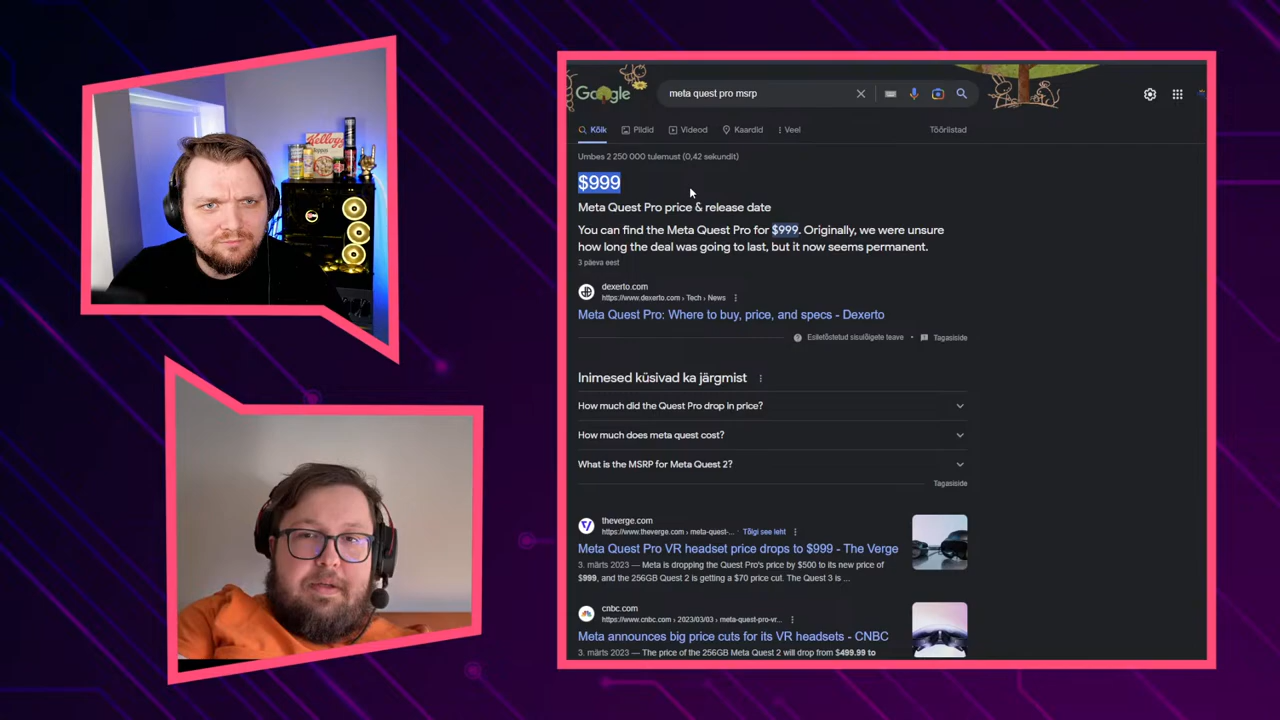 Kellogg's
Google
meta quest pro msrp
Kõik
Pildid
Videod
Kaardid
Veel
Tööriistad
Umbes 2 250 000 tulemust (0,42 sekundit)
$999
Meta Quest Pro price & release date
You can find the Meta Quest Pro for $999. Originally, we were unsure
how long the deal was going to last, but it now seems permanent.
3 päeva eest
dexerto.com
https://www.dexerto.com › Tech › News
Meta Quest Pro: Where to buy, price, and specs - Dexerto
Esiletõstetud sisulõigete teave • Tagasiside
Inimesed küsivad ka järgmist
How much did the Quest Pro drop in price?
How much does meta quest cost?
What is the MSRP for Meta Quest 2?
Tagasiside
theverge.com
https://www.theverge.com › meta-quest-... · Tõlgi see leht
Meta Quest Pro VR headset price drops to $999 - The Verge
3. märts 2023 — Meta is dropping the Quest Pro's price by $500 to its new price of
$999, and the 256GB Quest 2 is getting a $70 price cut. The Quest 3 is ...
cnbc.com
https://www.cnbc.com › 2023/03/03 › meta-quest-pro-vr...
Meta announces big price cuts for its VR headsets - CNBC
3. märts 2023 — The price of the 256GB Meta Quest 2 will drop from $499.99 to